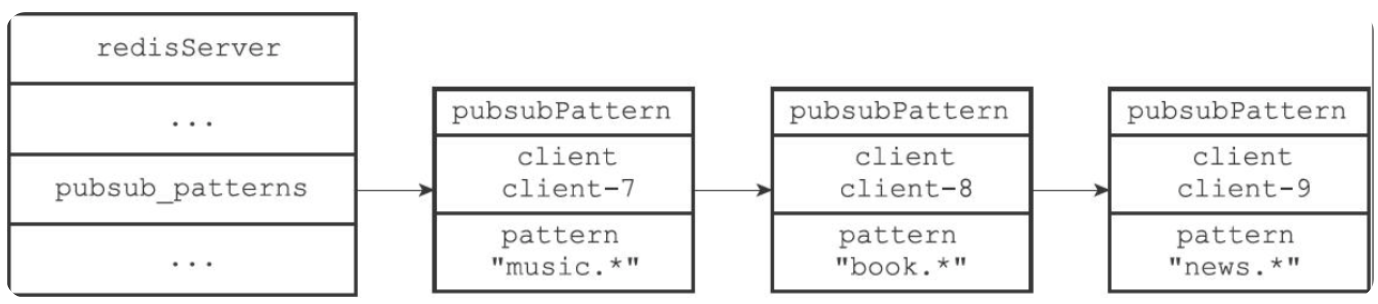 redisServer
...
pubsub_patterns
...
pubsubPattern
client
client-7
pattern
"music.*"
pubsubPattern
client
client-8
pattern
"book.*"
pubsubPattern
client
client-9
pattern
"news.*"